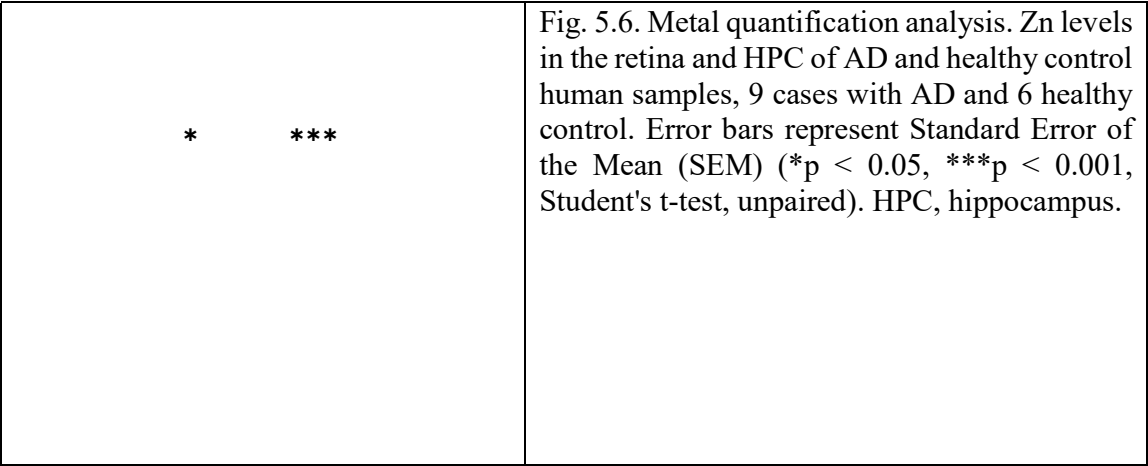 * ***
Fig. 5.6. Metal quantification analysis. Zn levels
in the retina and HPC of AD and healthy control
human samples, 9 cases with AD and 6 healthy
control. Error bars represent Standard Error of
the Mean (SEM) (*p < 0.05, ***p < 0.001,
Student's t-test, unpaired). HPC, hippocampus.